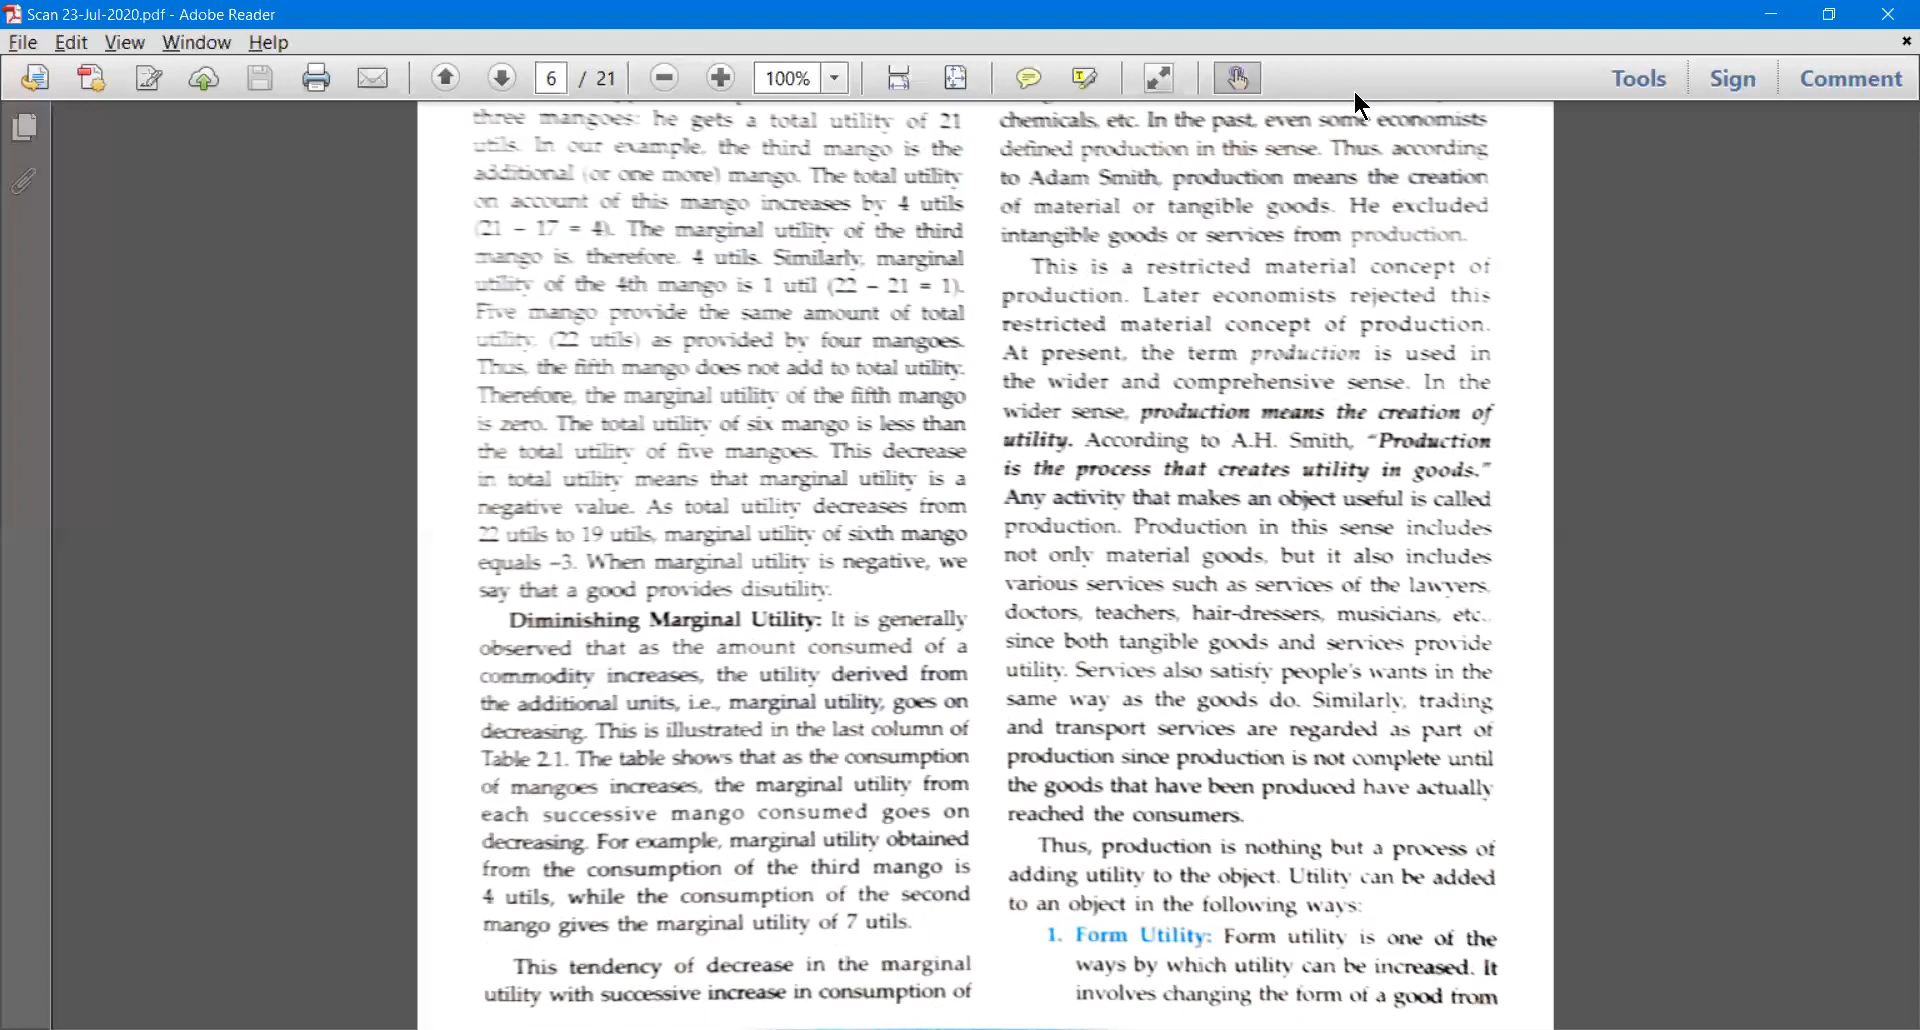 Scan 23-Jul-2020.pdf - Adobe Reader
File Edit View Window Help
6 / 21 100% Tools Sign Comment
three mangoes: he gets a total utility of 21
utils. In our example, the third mango is the
additional (or one more) mango. The total utility
on account of this mango increases by 4 utils
(21 – 17 = 4). The marginal utility of the third
mango is, therefore, 4 utils. Similarly, marginal
utility of the 4th mango is 1 util (22 – 21 = 1).
Five mango provide the same amount of total
utility, (22 utils) as provided by four mangoes.
Thus, the fifth mango does not add to total utility.
Therefore, the marginal utility of the fifth mango
is zero. The total utility of six mango is less than
the total utility of five mangoes. This decrease
in total utility means that marginal utility is a
negative value. As total utility decreases from
22 utils to 19 utils, marginal utility of sixth mango
equals –3. When marginal utility is negative, we
say that a good provides disutility.
Diminishing Marginal Utility: It is generally
observed that as the amount consumed of a
commodity increases, the utility derived from
the additional units, i.e., marginal utility, goes on
decreasing. This is illustrated in the last column of
Table 2.1. The table shows that as the consumption
of mangoes increases, the marginal utility from
each successive mango consumed goes on
decreasing. For example, marginal utility obtained
from the consumption of the third mango is
4 utils, while the consumption of the second
mango gives the marginal utility of 7 utils.
This tendency of decrease in the marginal
utility with successive increase in consumption of
chemicals, etc. In the past, even some economists
defined production in this sense. Thus, according
to Adam Smith, production means the creation
of material or tangible goods. He excluded
intangible goods or services from production.
This is a restricted material concept of
production. Later economists rejected this
restricted material concept of production.
At present, the term production is used in
the wider and comprehensive sense. In the
wider sense, production means the creation of
utility. According to A.H. Smith, "Production
is the process that creates utility in goods."
Any activity that makes an object useful is called
production. Production in this sense includes
not only material goods, but it also includes
various services such as services of the lawyers,
doctors, teachers, hair-dressers, musicians, etc.,
since both tangible goods and services provide
utility. Services also satisfy people's wants in the
same way as the goods do. Similarly, trading
and transport services are regarded as part of
production since production is not complete until
the goods that have been produced have actually
reached the consumers.
Thus, production is nothing but a process of
adding utility to the object. Utility can be added
to an object in the following ways:
1. Form Utility: Form utility is one of the
ways by which utility can be increased. It
involves changing the form of a good from